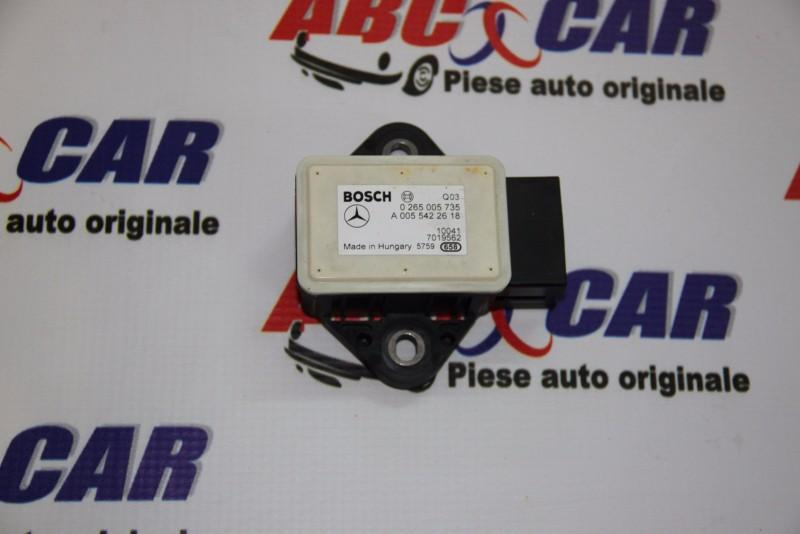 ABC CAR
Piese auto originale
CAR
auto originale
BOSCH
Q03
0 265 005 735
A 005 542 26 18
10041
7019562
Made in Hungary 5759 658
CAR
Piese auto originale
CAR